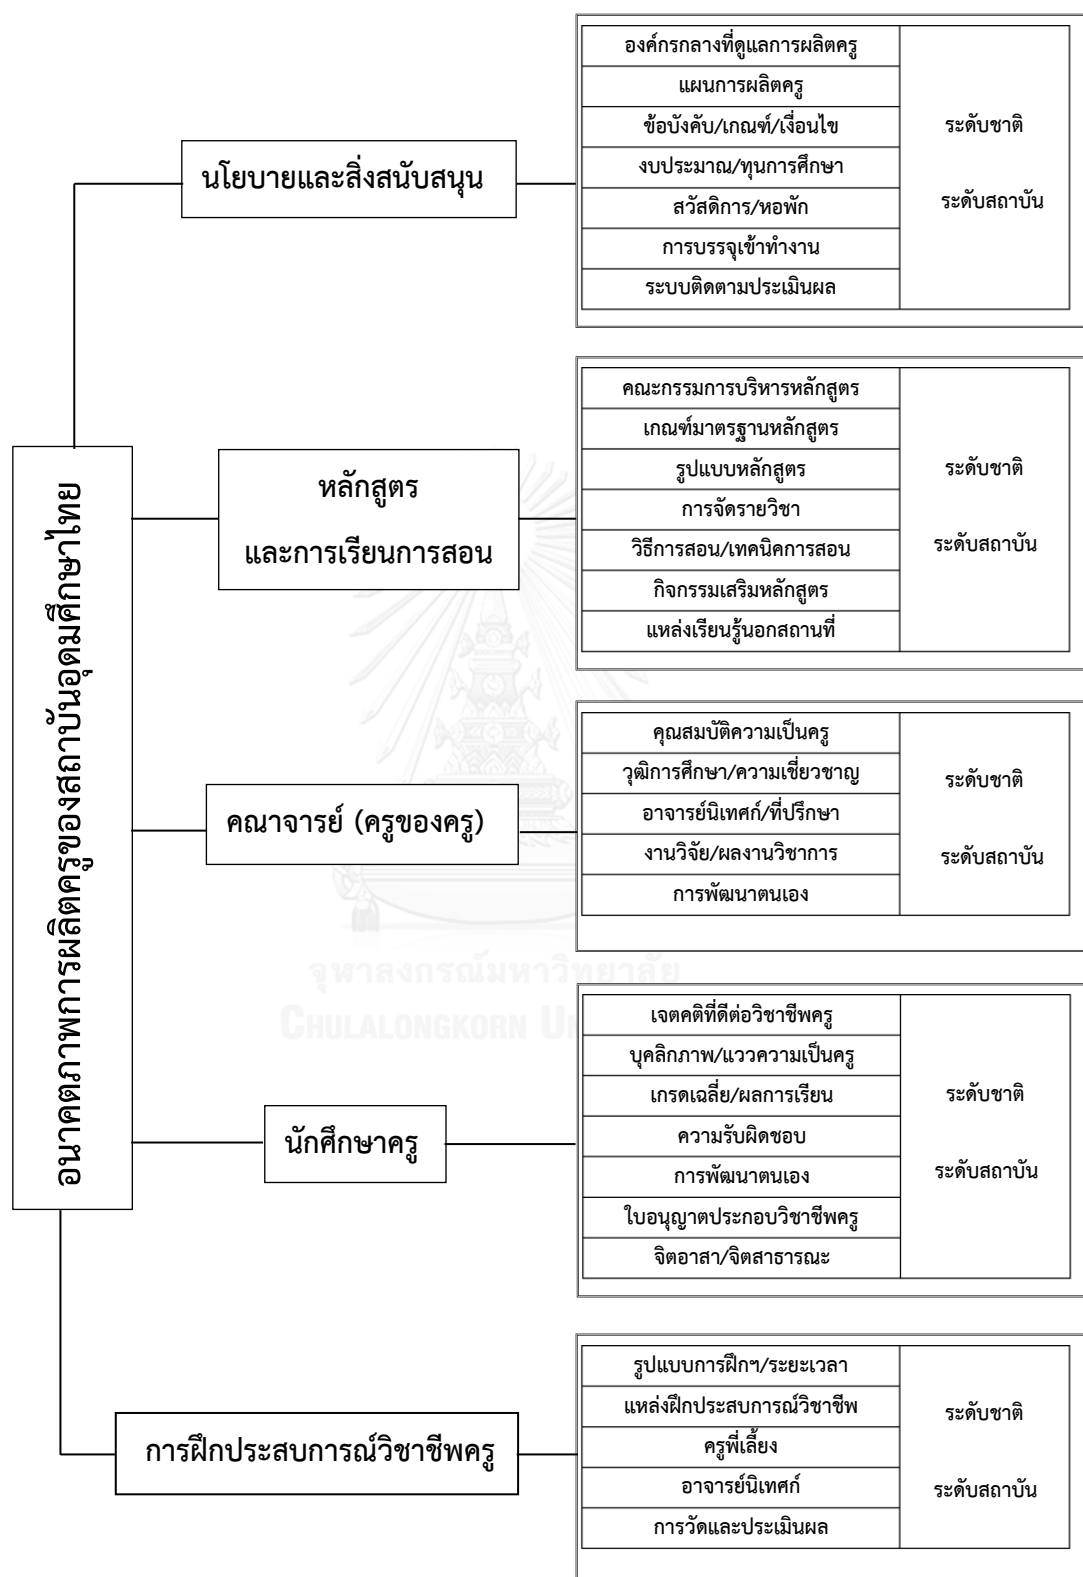 อนาคตภาพการผลิตครูของสถาบันอุดมศึกษาไทย
นโยบายและสิ่งสนับสนุน
องค์กรกลางที่ดูแลการผลิตครู
แผนการผลิตครู
ข้อบังคับ/เกณฑ์/เงื่อนไข
งบประมาณ/ทุนการศึกษา
สวัสดิการ/หอพัก
การบรรจุเข้าทำงาน
ระบบติดตามประเมินผล
ระดับชาติ
ระดับสถาบัน
หลักสูตร
และการเรียนการสอน
คณะกรรมการบริหารหลักสูตร
เกณฑ์มาตรฐานหลักสูตร
รูปแบบหลักสูตร
การจัดรายวิชา
วิธีการสอน/เทคนิคการสอน
กิจกรรมเสริมหลักสูตร
แหล่งเรียนรู้นอกสถานที่
ระดับชาติ
ระดับสถาบัน
คณาจารย์ (ครูของครู)
คุณสมบัติความเป็นครู
วุฒิการศึกษา/ความเชี่ยวชาญ
อาจารย์นิเทศก์/ที่ปรึกษา
งานวิจัย/ผลงานวิชาการ
การพัฒนาตนเอง
ระดับชาติ
ระดับสถาบัน
จุฬาลงกรณ์มหาวิทยาลัย
CHULALONGKORN
นักศึกษาครู
เจตคติที่ดีต่อวิชาชีพครู
บุคลิกภาพ/แววความเป็นครู
เกรดเฉลี่ย/ผลการเรียน
ความรับผิดชอบ
การพัฒนาตนเอง
ใบอนุญาตประกอบวิชาชีพครู
จิตอาสา/จิตสาธารณะ
ระดับชาติ
ระดับสถาบัน
การฝึกประสบการณ์วิชาชีพครู
รูปแบบการฝึกฯ/ระยะเวลา
แหล่งฝึกประสบการณ์วิชาชีพ
ครูพี่เลี้ยง
อาจารย์นิเทศก์
การวัดและประเมินผล
ระดับชาติ
ระดับสถาบัน